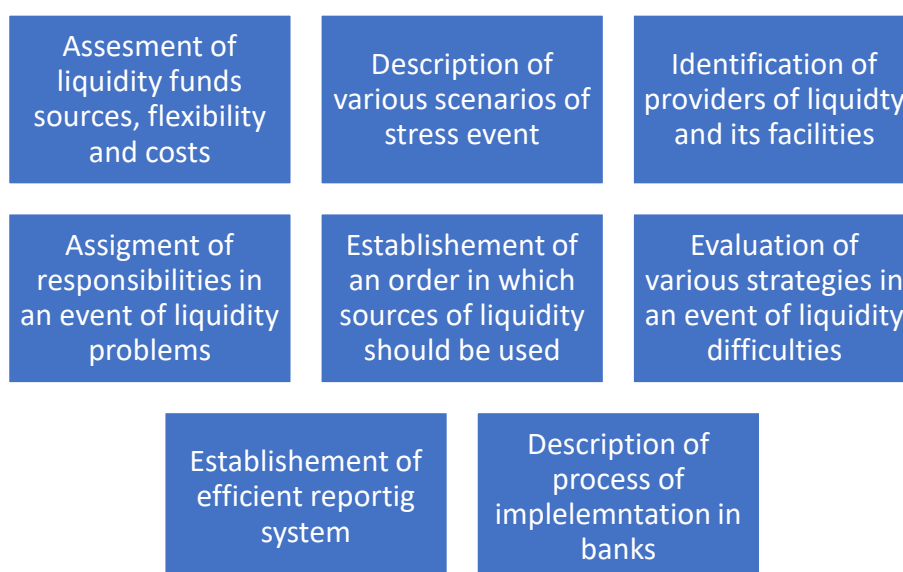 Assesment of
liquidity funds
sources, flexibility
and costs
Description of
various scenarios of
stress event
Identification of
providers of liquidty
and its facilities
Assigment of
responsibilities in
an event of liquidity
problems
Establishement of
an order in which
sources of liquidity
should be used
Evaluation of
various strategies in
an event of liquidity
difficulties
Establishement of
efficient reportig
system
Description of
process of
implelemntation in
banks